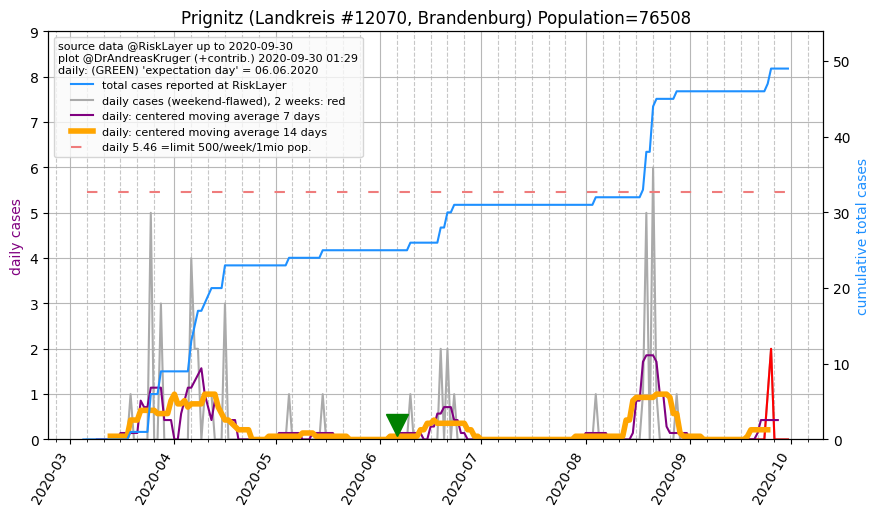 Prignitz (Landkreis #12070, Brandenburg) Population=76508
source data @RiskLayer up to 2020-09-30
plot @DrAndreasKruger (+contrib.) 2020-09-30 01:29
daily: (GREEN) 'expectation day' = 06.06.2020
total cases reported at RiskLayer
daily cases (weekend-flawed), 2 weeks: red
daily: centered moving average 7 days
daily: centered moving average 14 days
daily 5.46 =limit 500/week/1mio pop.
daily cases
9
8
7
6
5
4
3
2
1
0
cumulative total cases
50
40
30
20
10
0
2020-03
2020-04
2020-05
2020-06
2020-07
2020-08
2020-09
2020-10